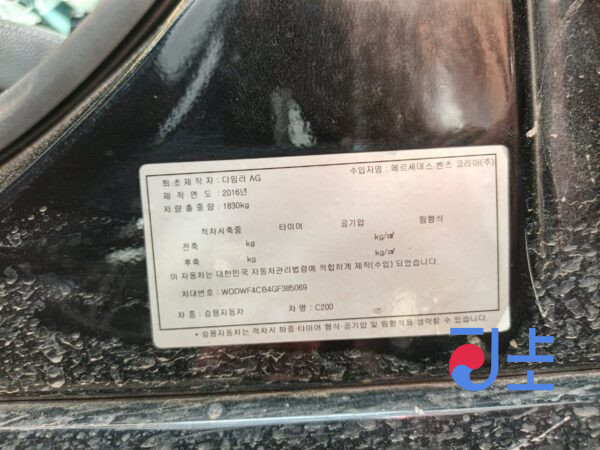 최초제작자 : 다임러 AG
수입자명 : 메르세데스 벤츠 코리아(주)
제 작 연 도 : 2016년
차 량 총 중 량 : 1830kg
적차시축중 타이어 공기압 림형식
전축 kg kg/㎠
후축 kg kg/㎠
이 자동차는 대한민국 자동차관리법령에 적합하게 제작(수입) 되었습니다.
차대번호 : WDDWF4CB4GF385069
차 종 : 승용자동차 차 명 : C200
* 승용자동차는 적차시 하중·타이어 형식·공기압 및 림형식을 생략할 수 있습니다.